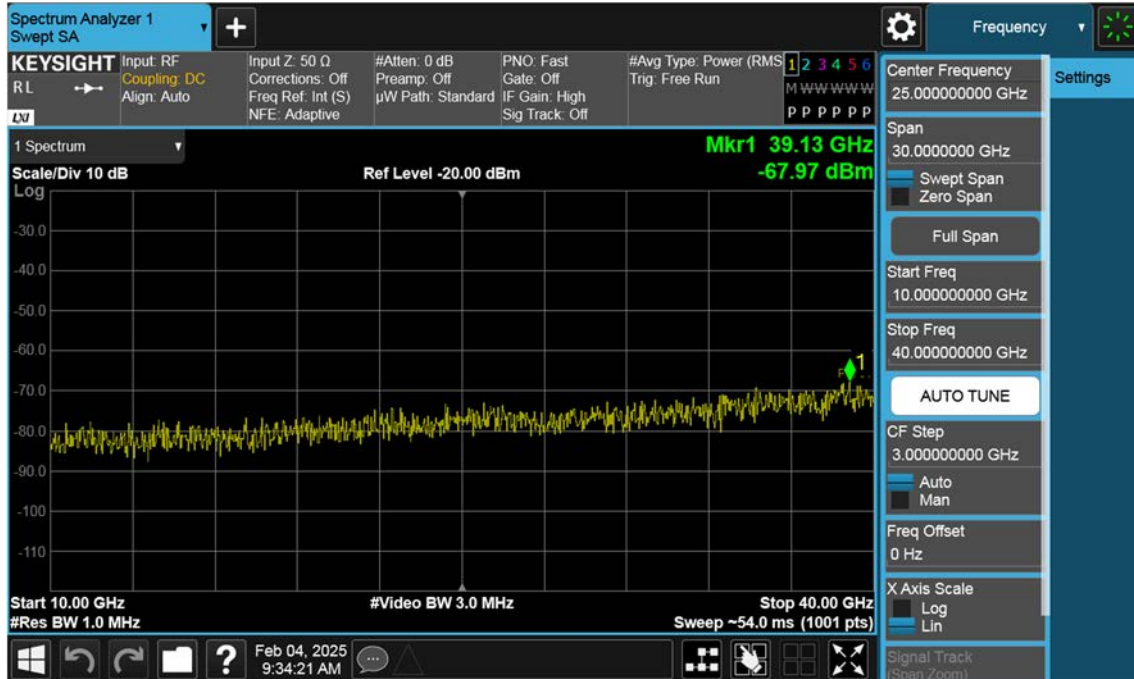 Spectrum Analyzer 1
Swept SA
+
Frequency
KEYSIGHT
RL
LXI
Input: RF
Coupling: DC
Align: Auto
Input Z: 50 Ω
Corrections: Off
Freq Ref: Int (S)
NFE: Adaptive
#Atten: 0 dB
Preamp: Off
µW Path: Standard
PNO: Fast
Gate: Off
IF Gain: High
Sig Track: Off
#Avg Type: Power (RMS
Trig: Free Run
1 2 3 4 5 6
M W W W W W
P P P P P P
1 Spectrum
Scale/Div 10 dB
Ref Level -20.00 dBm
Mkr1 39.13 GHz
-67.97 dBm
Log
-30.0
-40.0
-50.0
-60.0
-70.0
-80.0
-90.0
-100
-110
1
Start 10.00 GHz
#Res BW 1.0 MHz
#Video BW 3.0 MHz
Stop 40.00 GHz
Sweep ~54.0 ms (1001 pts)
?
Feb 04, 2025
9:34:21 AM
Center Frequency
25.000000000 GHz
Span
30.0000000 GHz
Swept Span
Zero Span
Full Span
Start Freq
10.000000000 GHz
Stop Freq
40.000000000 GHz
AUTO TUNE
CF Step
3.000000000 GHz
Auto
Man
Freq Offset
0 Hz
X Axis Scale
Log
Lin
Signal Track
(Span Zoom)
Settings